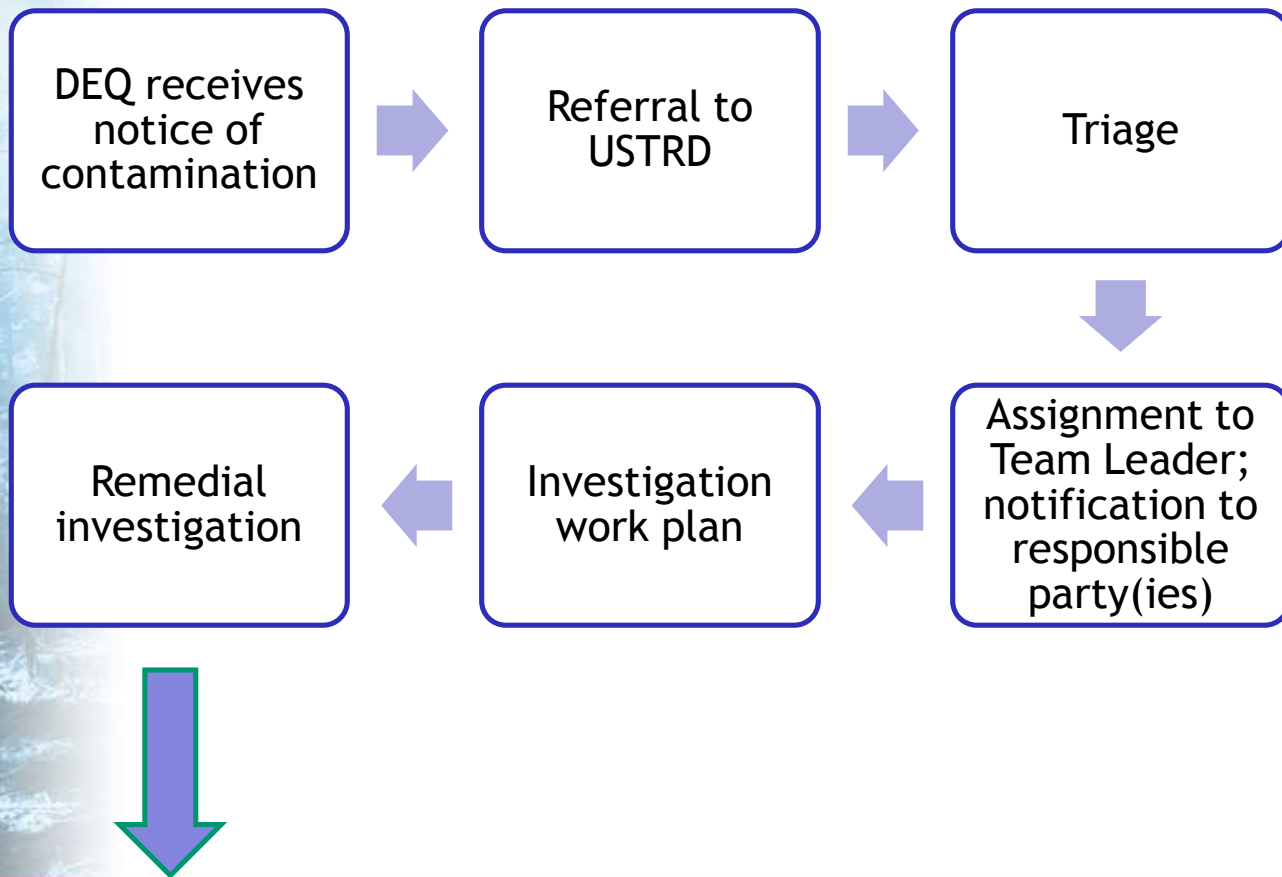 DEQ receives
notice of
contamination
Referral to
USTRD
Triage
Assignment to
Team Leader;
notification to
responsible
party(ies)
Investigation
work plan
Remedial
investigation